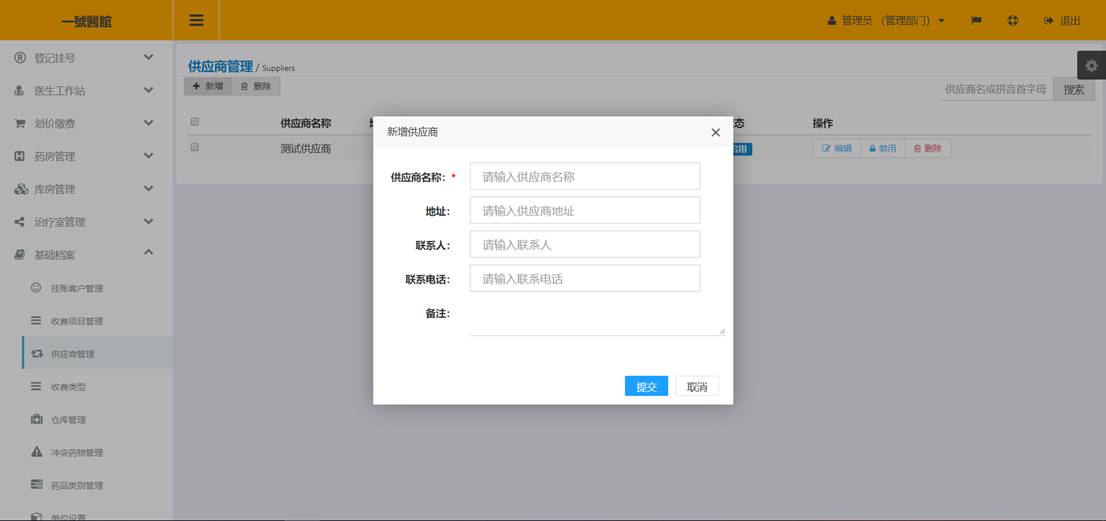 一號醫館
管理员 （管理部门）
退出
登记挂号
医生工作站
划价缴费
药房管理
库房管理
治疗室管理
基础档案
挂账客户管理
收费项目管理
供应商管理
收费类型
仓库管理
冲突药物管理
药品类别管理
单位设置
供应商管理 / Suppliers
新增 删除
供应商名或拼音首字母 搜索
供应商名称 操作
测试供应商 编辑 禁用 删除
新增供应商
供应商名称：* 请输入供应商名称
地址： 请输入供应商地址
联系人： 请输入联系人
联系电话： 请输入联系电话
备注：
提交 取消